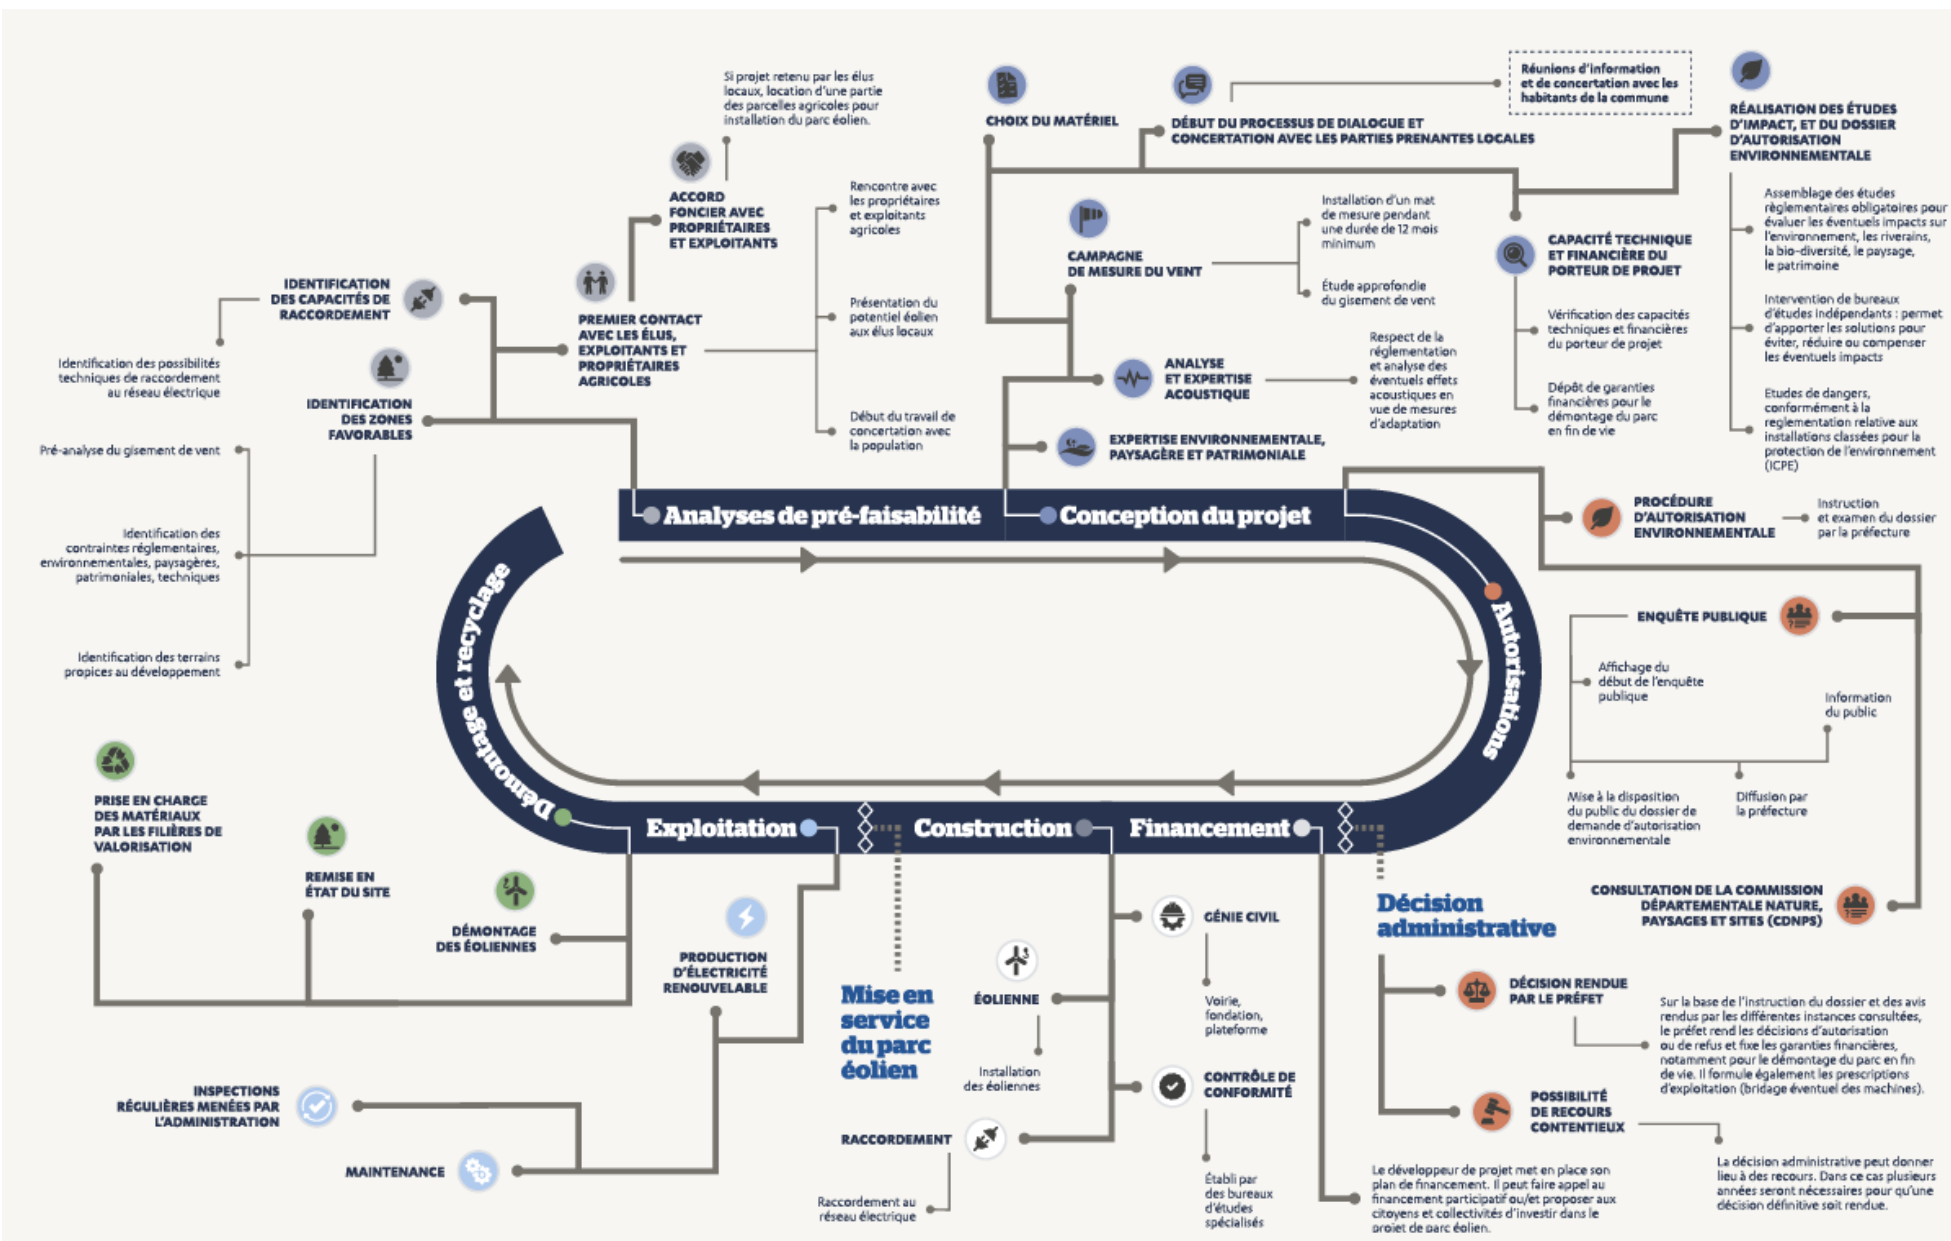 Si projet retenu par les élus
locaux, location d'une partie
des parcelles agricoles pour
installation du parc éolien.
ACCORD
FONCIER AVEC
PROPRIÉTAIRES
ET EXPLOITANTS
Rencontre avec
les propriétaires
et exploitants
agricoles
IDENTIFICATION
DES CAPACITÉS DE
RACCORDEMENT
PREMIER CONTACT
AVEC LES ÉLUS,
EXPLOITANTS ET
PROPRIÉTAIRES
AGRICOLES
Présentation du
potentiel éolien
aux élus locaux
Identification des possibilités
techniques de raccordement
au réseau électrique
IDENTIFICATION
DES ZONES
FAVORABLES
Début du travail de
concertation avec
la population
Pré-analyse du gisement de vent
Identification des
contraintes réglementaires,
environnementales, paysagères,
patrimoniales, techniques
Identification des terrains
propices au développement
CHOIX DU MATÉRIEL
DÉBUT DU PROCESSUS DE DIALOGUE ET
CONCERTATION AVEC LES PARTIES PRENANTES LOCALES
Réunions d'information
et de concertation avec les
habitants de la commune
RÉALISATION DES ÉTUDES
D'IMPACT, ET DU DOSSIER
D'AUTORISATION
ENVIRONNEMENTALE
Assemblage des études
règlementaires obligatoires pour
évaluer les éventuels impacts sur
l'environnement, les riverains,
la bio-diversité, le paysage,
le patrimoine
Intervention de bureaux
d'études indépendants : permet
d'apporter les solutions pour
éviter, réduire ou compenser
les éventuels impacts
Etudes de dangers,
conformément à la
reglementation relative aux
installations classées pour la
protection de l'environnement
(ICPE)
CAMPAGNE
DE MESURE DU VENT
Installation d'un mat
de mesure pendant
une durée de 12 mois
minimum
Étude approfondie
du gisement de vent
CAPACITÉ TECHNIQUE
ET FINANCIÈRE DU
PORTEUR DE PROJET
Vérification des capacités
techniques et financières
du porteur de projet
Dépôt de garanties
financières pour le
démontage du parc
en fin de vie
ANALYSE
ET EXPERTISE
ACOUSTIQUE
Respect de la
réglementation
et analyse des
éventuels effets
acoustiques en
vue de mesures
d'adaptation
EXPERTISE ENVIRONNEMENTALE,
PAYSAGÈRE ET PATRIMONIALE
Analyses de pré-faisabilité
Conception du projet
Autorisations
PROCÉDURE
D'AUTORISATION
ENVIRONNEMENTALE
Instruction
et examen du dossier
par la préfecture
ENQUÊTE PUBLIQUE
Affichage du
début de l'enquête
publique
Information
du public
Mise à la disposition
du public du dossier de
demande d'autorisation
environnementale
Diffusion par
la préfecture
CONSULTATION DE LA COMMISSION
DÉPARTEMENTALE NATURE,
PAYSAGES ET SITES (CDNPS)
Décision
administrative
DÉCISION RENDUE
PAR LE PRÉFET
Sur la base de l'instruction du dossier et des avis
rendus par les différentes instances consultées,
le préfet rend les décisions d'autorisation
ou de refus et fixe les garanties financières,
notamment pour le démontage du parc en fin
de vie. Il formule également les prescriptions
d'exploitation (bridage éventuel des machines).
POSSIBILITÉ
DE RECOURS
CONTENTIEUX
La décision administrative peut donner
lieu à des recours. Dans ce cas plusieurs
années seront nécessaires pour qu'une
décision définitive soit rendue.
Financement
Le développeur de projet met en place son
plan de financement. Il peut faire appel au
financement participatif ou/et proposer aux
citoyens et collectivités d'investir dans le
projet de parc éolien.
Construction
GÉNIE CIVIL
Voirie,
fondation,
plateforme
ÉOLIENNE
Installation
des éoliennes
CONTRÔLE DE
CONFORMITÉ
Établi par
des bureaux
d'études
spécialisés
RACCORDEMENT
Raccordement au
réseau électrique
Mise en
service
du parc
éolien
Exploitation
PRODUCTION
D'ÉLECTRICITÉ
RENOUVELABLE
INSPECTIONS
RÉGULIÈRES MENÉES PAR
L'ADMINISTRATION
MAINTENANCE
Démontage et recyclage
DÉMONTAGE
DES ÉOLIENNES
REMISE EN
ÉTAT DU SITE
PRISE EN CHARGE
DES MATÉRIAUX
PAR LES FILIÈRES DE
VALORISATION